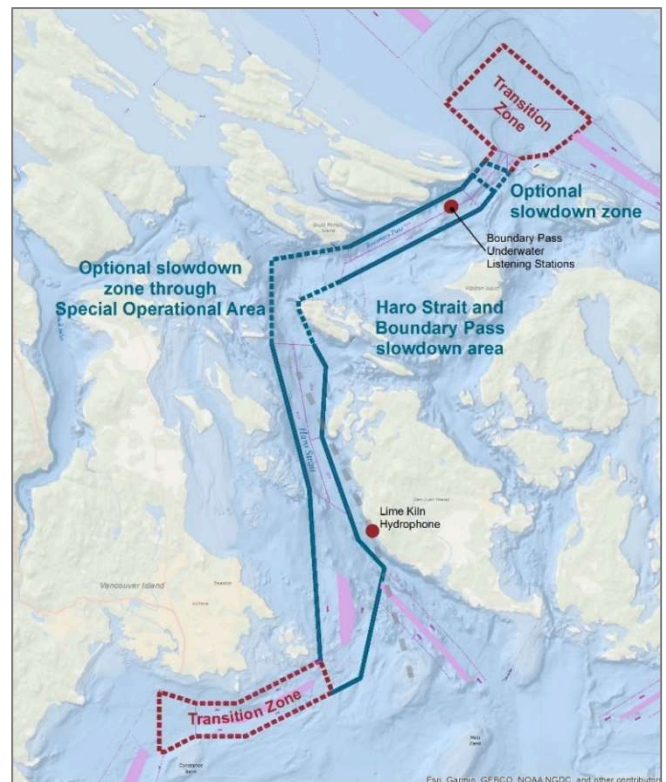 Transition
Zone
Optional
slowdown zone
Boundary Pass
Underwater
Listening Stations
Boundary Pass
Optional slowdown
zone through
Special Operational Area
Haro Strait and
Boundary Pass
slowdown area
Haro Strait
Lime Kiln
Hydrophone
Vancouver Island
Transition Zone
Esri, Garmin, GEBCO, NOAA NGDC, and other contributors